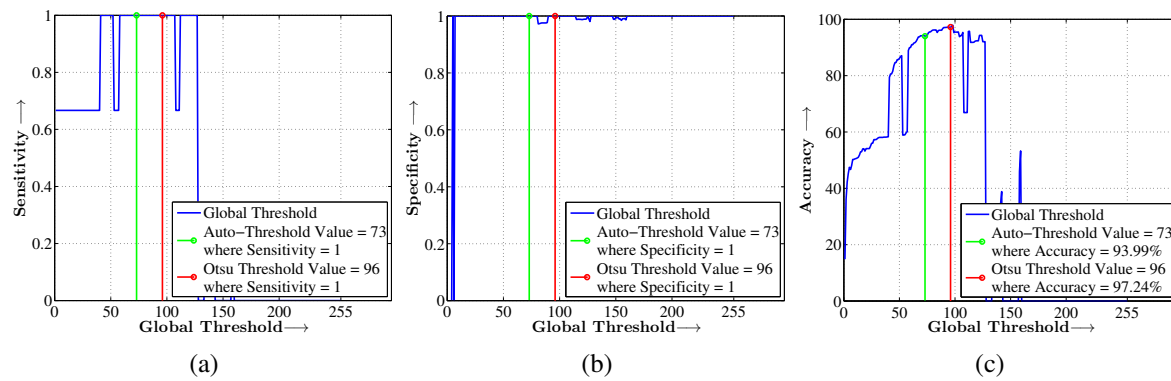 1
0.8
0.6
0.4
0.2
0
0 50 100 150 200 255
Sensitivity ⟶
Global Threshold⟶
Global Threshold
Auto−Threshold Value = 73
where Sensitivity = 1
Otsu Threshold Value = 96
where Sensitivity = 1
(a)
1
0.8
0.6
0.4
0.2
0
0 50 100 150 200 255
Specificity ⟶
Global Threshold⟶
Global Threshold
Auto−Threshold Value = 73
where Specificity = 1
Otsu Threshold Value = 96
where Specificity = 1
(b)
100
80
60
40
20
0
0 50 100 150 200 255
Accuracy ⟶
Global Threshold⟶
Global Threshold
Auto−Threshold Value = 73
where Accuracy = 93.99%
Otsu Threshold Value = 96
where Accuracy = 97.24%
(c)